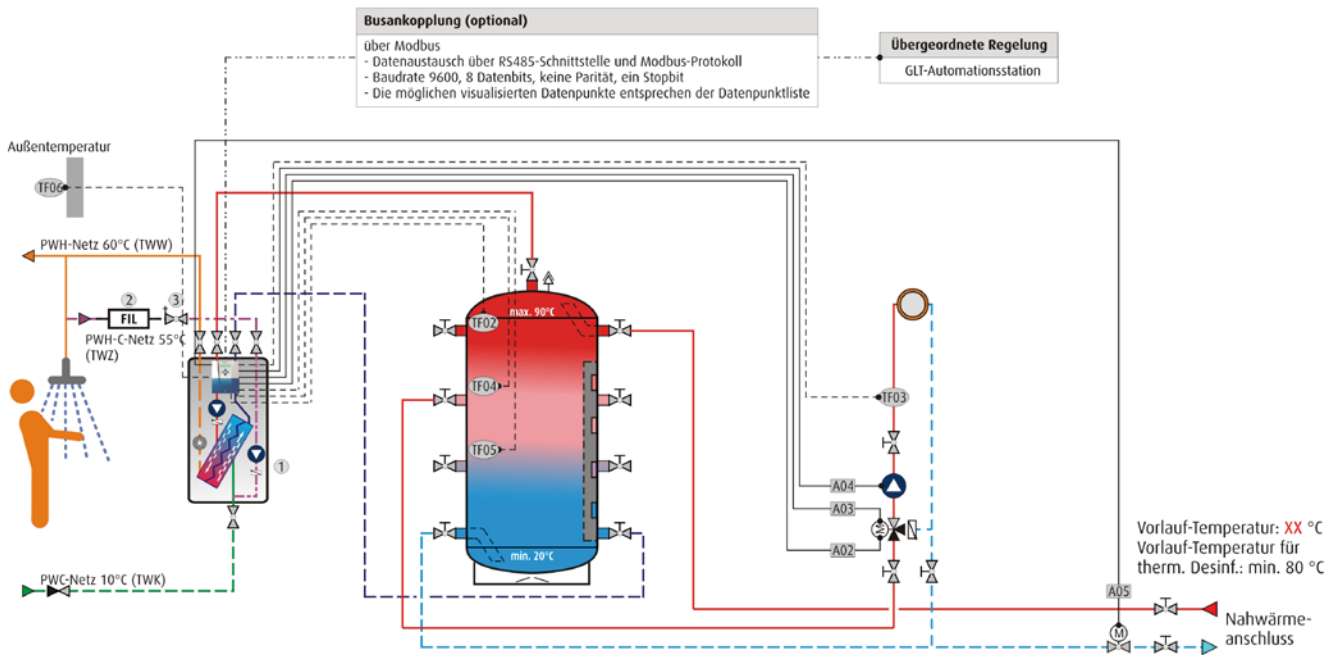 Busankopplung (optional)
über Modbus
- Datenaustausch über RS485-Schnittstelle und Modbus-Protokoll
- Baudrate 9600, 8 Datenbits, keine Parität, ein Stopbit
- Die möglichen visualisierten Datenpunkte entsprechen der Datenpunktliste
Übergeordnete Regelung
GLT-Automationsstation
Außentemperatur
TF06
PWH-Netz 60°C (TWW)
2
3
FIL
PWH-C-Netz 55°C
(TWZ)
1
PWC-Netz 10°C (TWK)
max. 90°C
TF02
TF04
TF05
min. 20°C
TF03
A04
A03
M
A02
Vorlauf-Temperatur: XX °C
Vorlauf-Temperatur für
therm. Desinf.: min. 80 °C
A05
M
Nahwärme-
anschluss